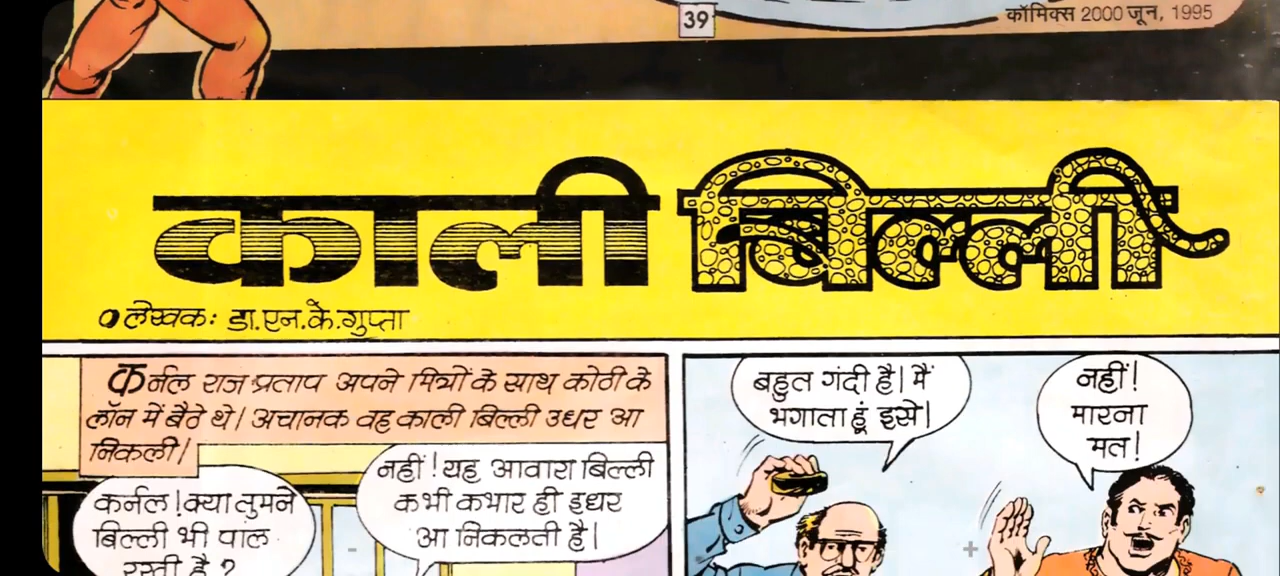 39
कॉमिक्स 2000 जून, 1995
काली बिल्ली
लेखक: डा.एन.के.गुप्ता
कर्नल राज प्रताप अपने मित्रों के साथ कोठी के
लॉन में बैठे थे। अचानक वह काली बिल्ली उधर आ
निकली।
कर्नल! क्या तुमने
बिल्ली भी पाल
रखी है?
नहीं! यह आवारा बिल्ली
कभी कभार ही इधर
आ निकलती है।
बहुत गंदी है। मैं
भगाता हूं इसे।
नहीं!
मारना
मत!